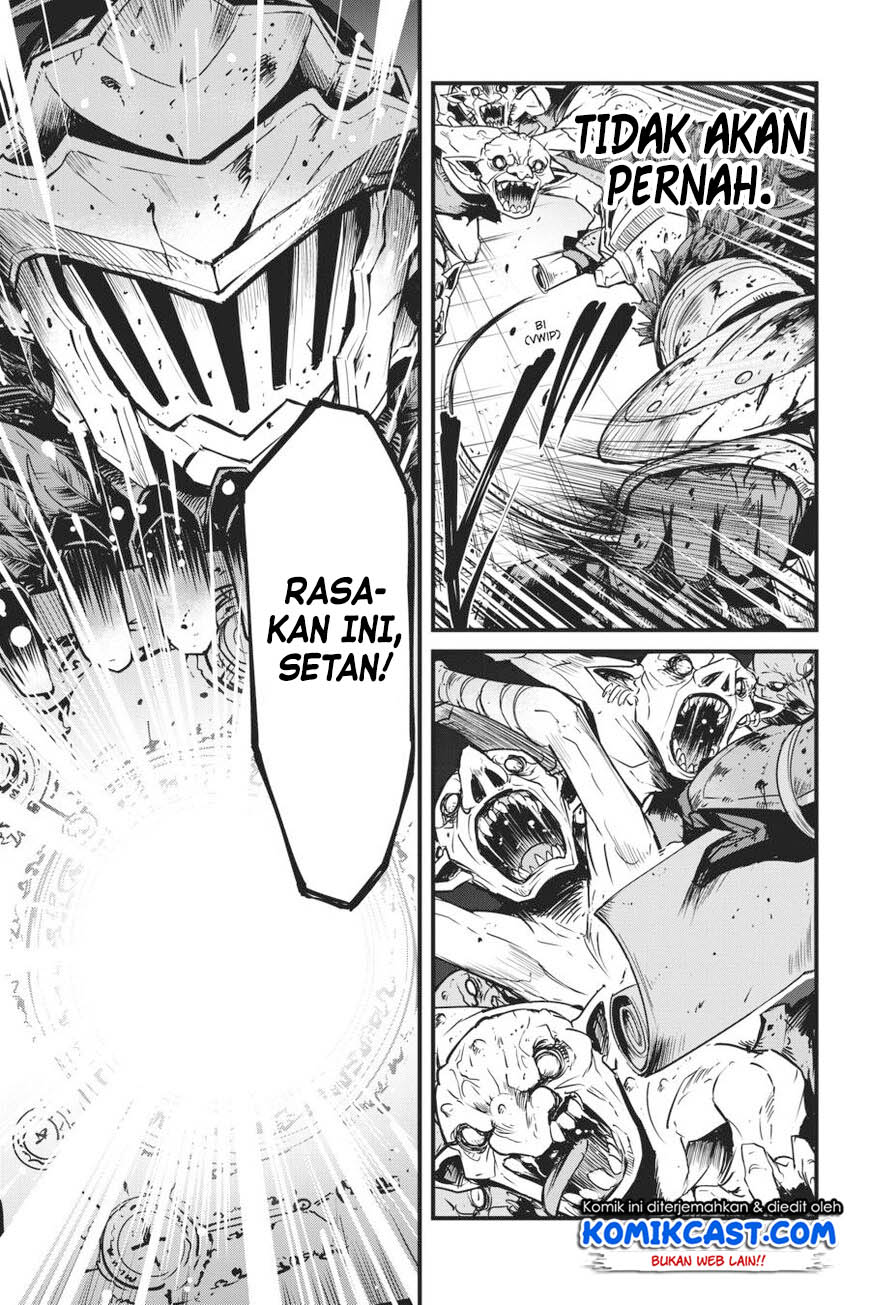 TIDAK AKAN
PERNAH.
BI
(VWIP)
RASA-
KAN INI,
SETAN!
Komik ini diterjemahkan & diedit oleh
KOMIKCAST.COM
BUKAN WEB LAIN!!